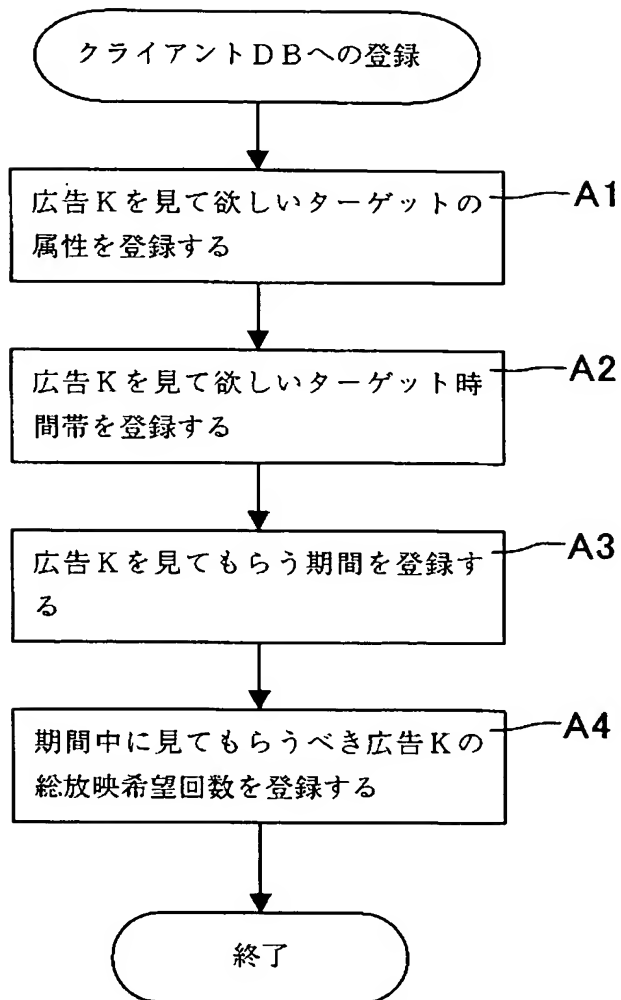 クライアントDBへの登録
広告Kを見て欲しいターゲットの
属性を登録する
A1
広告Kを見て欲しいターゲット時
間帯を登録する
A2
広告Kを見てもらう期間を登録す
る
A3
期間中に見てもらうべき広告Kの
総放映希望回数を登録する
A4
終了